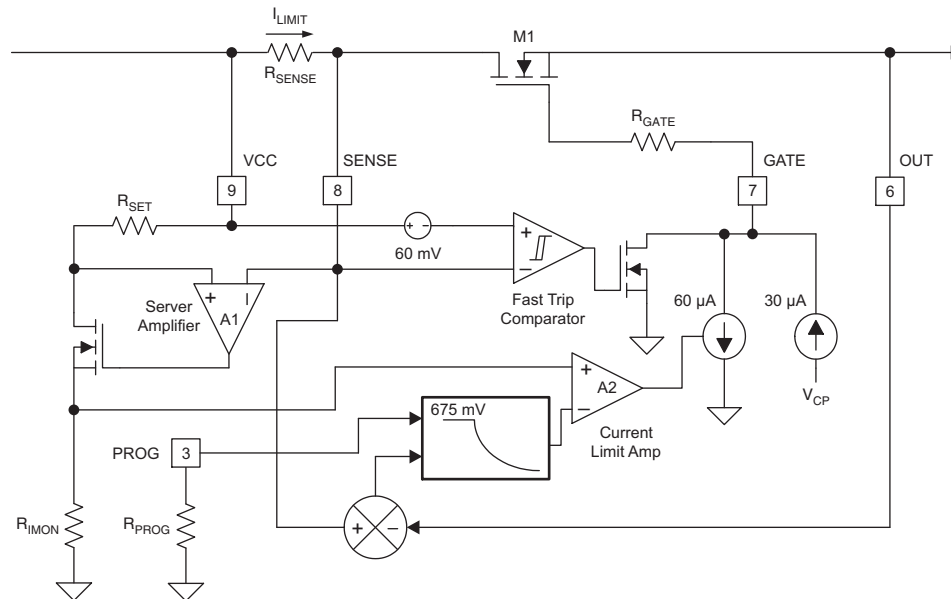 I_LIMIT
M1
R_SENSE
R_GATE
VCC
SENSE
GATE
OUT
9
8
7
6
R_SET
+ -
60 mV
+
-
Server
Amplifier
+ -
A1
Fast Trip
Comparator
60 µA
30 µA
V_CP
+
A2
-
Current
Limit Amp
675 mV
PROG
3
R_IMON
R_PROG
+ -